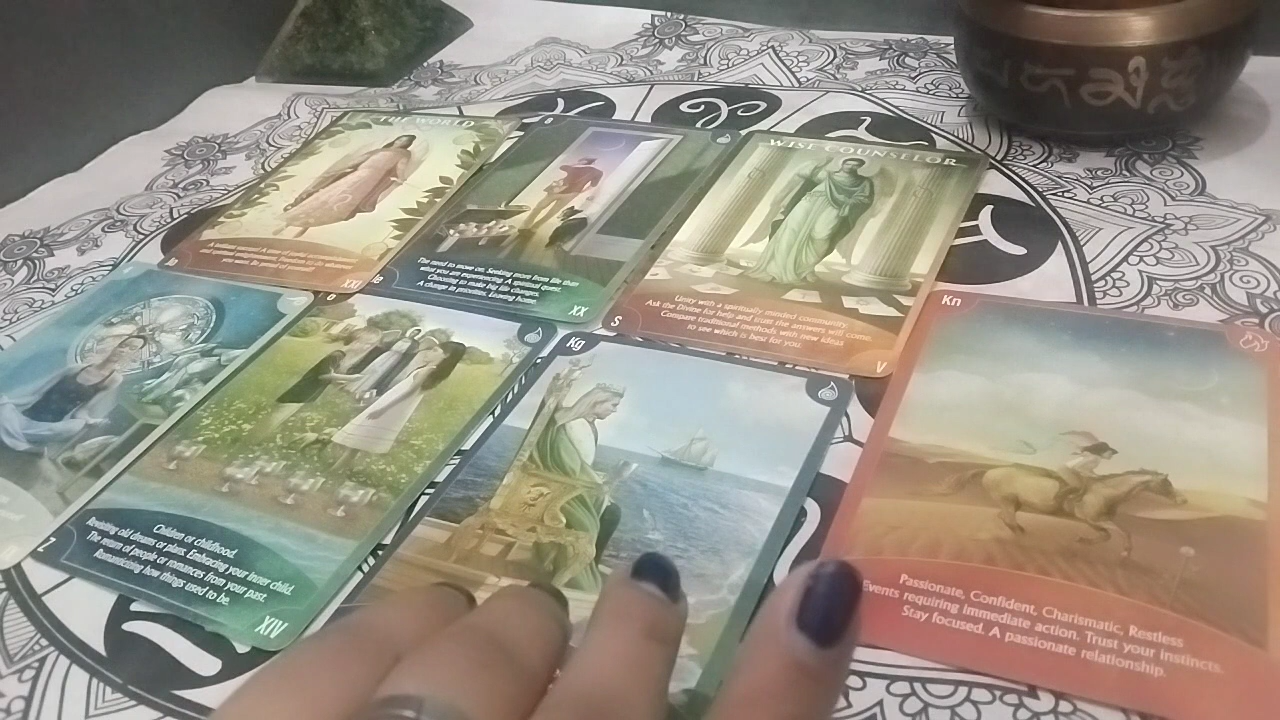 THE WORLD
XXI
8
The need to move on. Seeking more from life than
what you are experiencing. A spiritual quest.
Choosing to make big life changes.
A change in priorities. Leaving home.
XX
WISE COUNSELOR
Unity with a spiritually minded community.
Ask the Divine for help and trust the answers will come.
Compare traditional methods with new ideas
to see which is best for you.
S
V
6
Children or childhood.
Revisiting old dreams or plans. Embracing your inner child.
The return of people or romances from your past.
Romanticizing how things used to be.
Z
XIV
Kg
Kn
Passionate, Confident, Charismatic, Restless
Events requiring immediate action. Trust your instincts.
Stay focused. A passionate relationship.